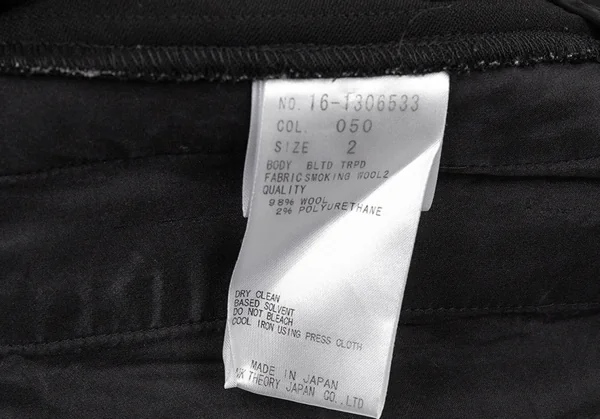 NO. 16-1306533
COL. 050
SIZE 2
BODY BLTD TRPD
FABRIC SMOKING WOOL2
QUALITY
98% WOOL
2% POLYURETHANE
DRY CLEAN
BASED SOLVENT
DO NOT BLEACH
COOL IRON USING PRESS CLOTH
MADE IN JAPAN
THEORY JAPAN CO.,LTD